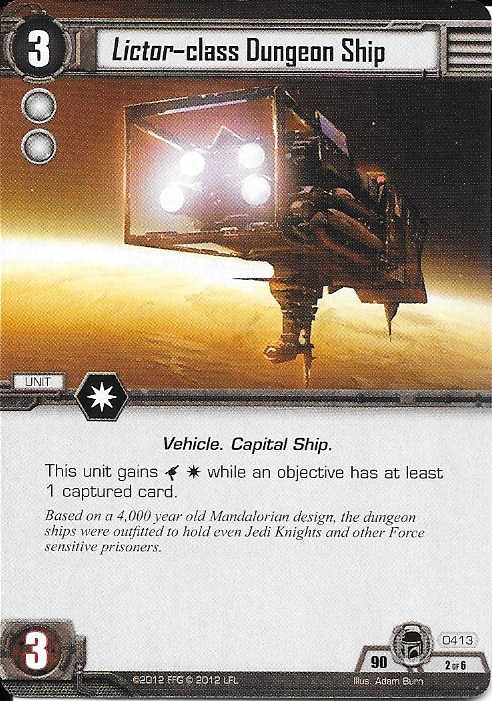 3
Lictor-class Dungeon Ship
UNIT
Vehicle. Capital Ship.
This unit gains while an objective has at least
1 captured card.
Based on a 4,000 year old Mandalorian design, the dungeon
ships were outfitted to hold even Jedi Knights and other Force
sensitive prisoners.
3
90
0413
2 OF 6
©2012 FFG © 2012 LFL
Illus. Adam Burn